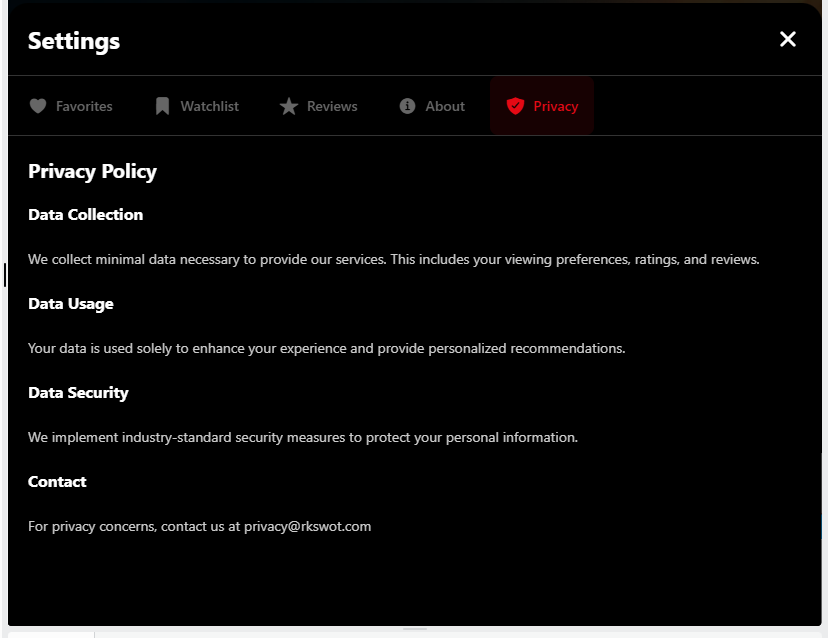 Settings
Favorites Watchlist Reviews About Privacy
Privacy Policy
Data Collection
We collect minimal data necessary to provide our services. This includes your viewing preferences, ratings, and reviews.
Data Usage
Your data is used solely to enhance your experience and provide personalized recommendations.
Data Security
We implement industry-standard security measures to protect your personal information.
Contact
For privacy concerns, contact us at privacy@rkswot.com